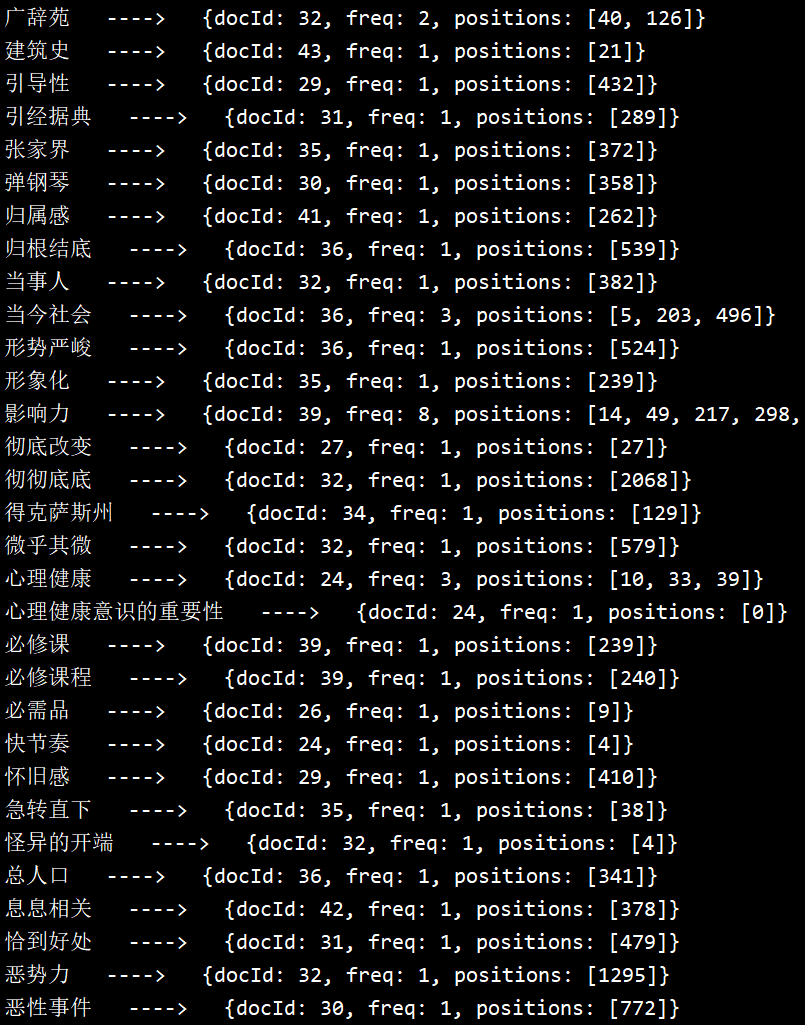 广辞苑 ----> {docId: 32, freq: 2, positions: [40, 126]}
建筑史 ----> {docId: 43, freq: 1, positions: [21]}
引导性 ----> {docId: 29, freq: 1, positions: [432]}
引经据典 ----> {docId: 31, freq: 1, positions: [289]}
张家界 ----> {docId: 35, freq: 1, positions: [372]}
弹钢琴 ----> {docId: 30, freq: 1, positions: [358]}
归属感 ----> {docId: 41, freq: 1, positions: [262]}
归根结底 ----> {docId: 36, freq: 1, positions: [539]}
当事人 ----> {docId: 32, freq: 1, positions: [382]}
当今社会 ----> {docId: 36, freq: 3, positions: [5, 203, 496]}
形势严峻 ----> {docId: 36, freq: 1, positions: [524]}
形象化 ----> {docId: 35, freq: 1, positions: [239]}
影响力 ----> {docId: 39, freq: 8, positions: [14, 49, 217, 298,
彻底改变 ----> {docId: 27, freq: 1, positions: [27]}
彻彻底底 ----> {docId: 32, freq: 1, positions: [2068]}
得克萨斯州 ----> {docId: 34, freq: 1, positions: [129]}
微乎其微 ----> {docId: 32, freq: 1, positions: [579]}
心理健康 ----> {docId: 24, freq: 3, positions: [10, 33, 39]}
心理健康意识的重要性 ----> {docId: 24, freq: 1, positions: [0]}
必修课 ----> {docId: 39, freq: 1, positions: [239]}
必修课程 ----> {docId: 39, freq: 1, positions: [240]}
必需品 ----> {docId: 26, freq: 1, positions: [9]}
快节奏 ----> {docId: 24, freq: 1, positions: [4]}
怀旧感 ----> {docId: 29, freq: 1, positions: [410]}
急转直下 ----> {docId: 35, freq: 1, positions: [38]}
怪异的开端 ----> {docId: 32, freq: 1, positions: [4]}
总人口 ----> {docId: 36, freq: 1, positions: [341]}
息息相关 ----> {docId: 42, freq: 1, positions: [378]}
恰到好处 ----> {docId: 31, freq: 1, positions: [479]}
恶势力 ----> {docId: 32, freq: 1, positions: [1295]}
恶性事件 ----> {docId: 30, freq: 1, positions: [772]}